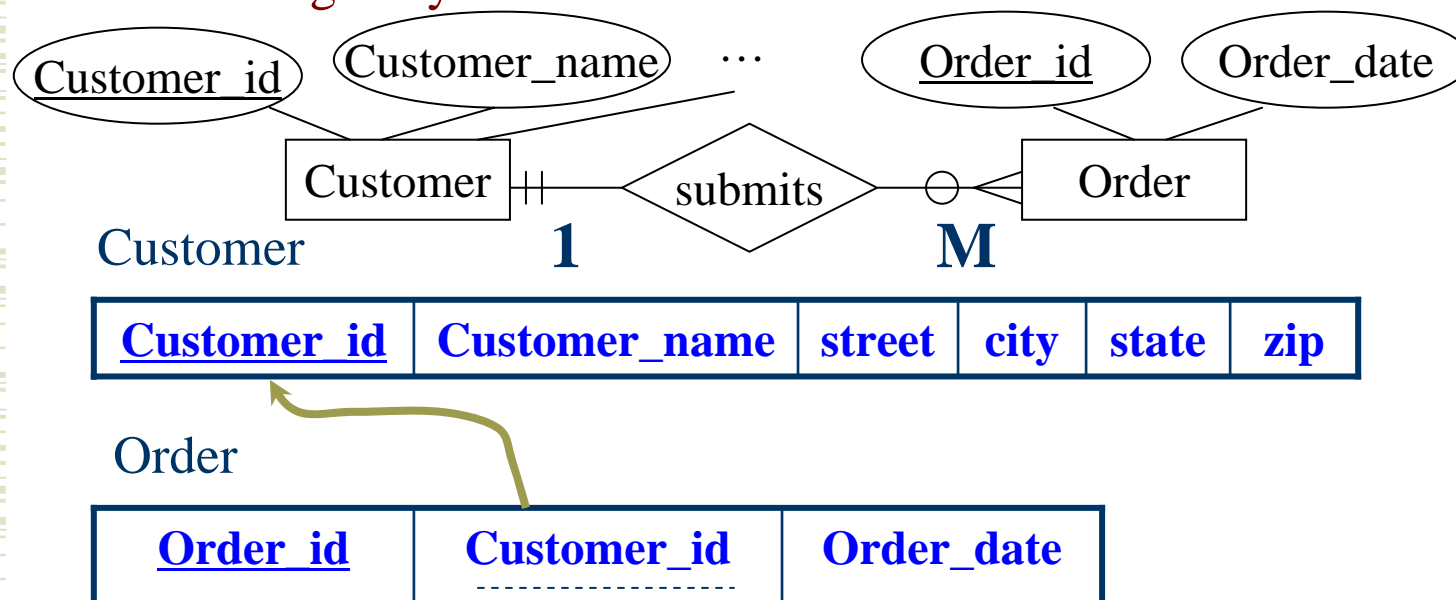 Customer_id Customer_name … Order_id Order_date
Customer submits Order
Customer 1 M
Customer_id Customer_name street city state zip
Order
Order_id Customer_id Order_date